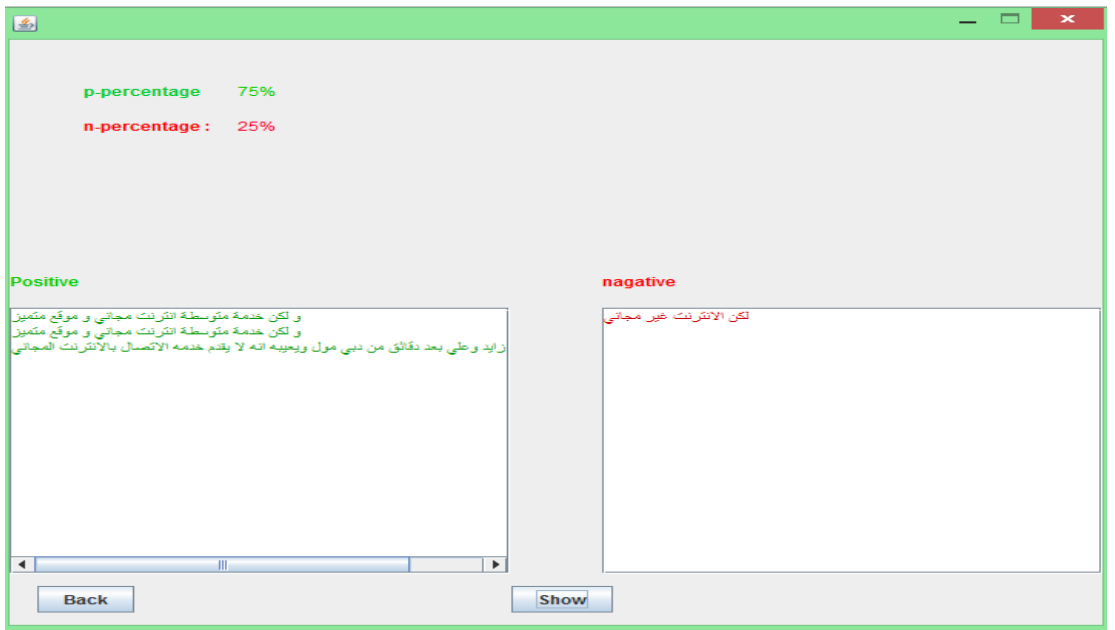 p-percentage 75%
n-percentage : 25%
Positive
و لكن خدمة متوسطة انترنت مجاني و موقع متميز
و لكن خدمة متوسطة انترنت مجاني و موقع متميز
زايد وعلي بعد دقائق من دبي مول ويعيبه انه لا يقدم خدمه الاتصال بالانترنت المجاني
nagative
لكن الانترنت غير مجاني
Back
Show